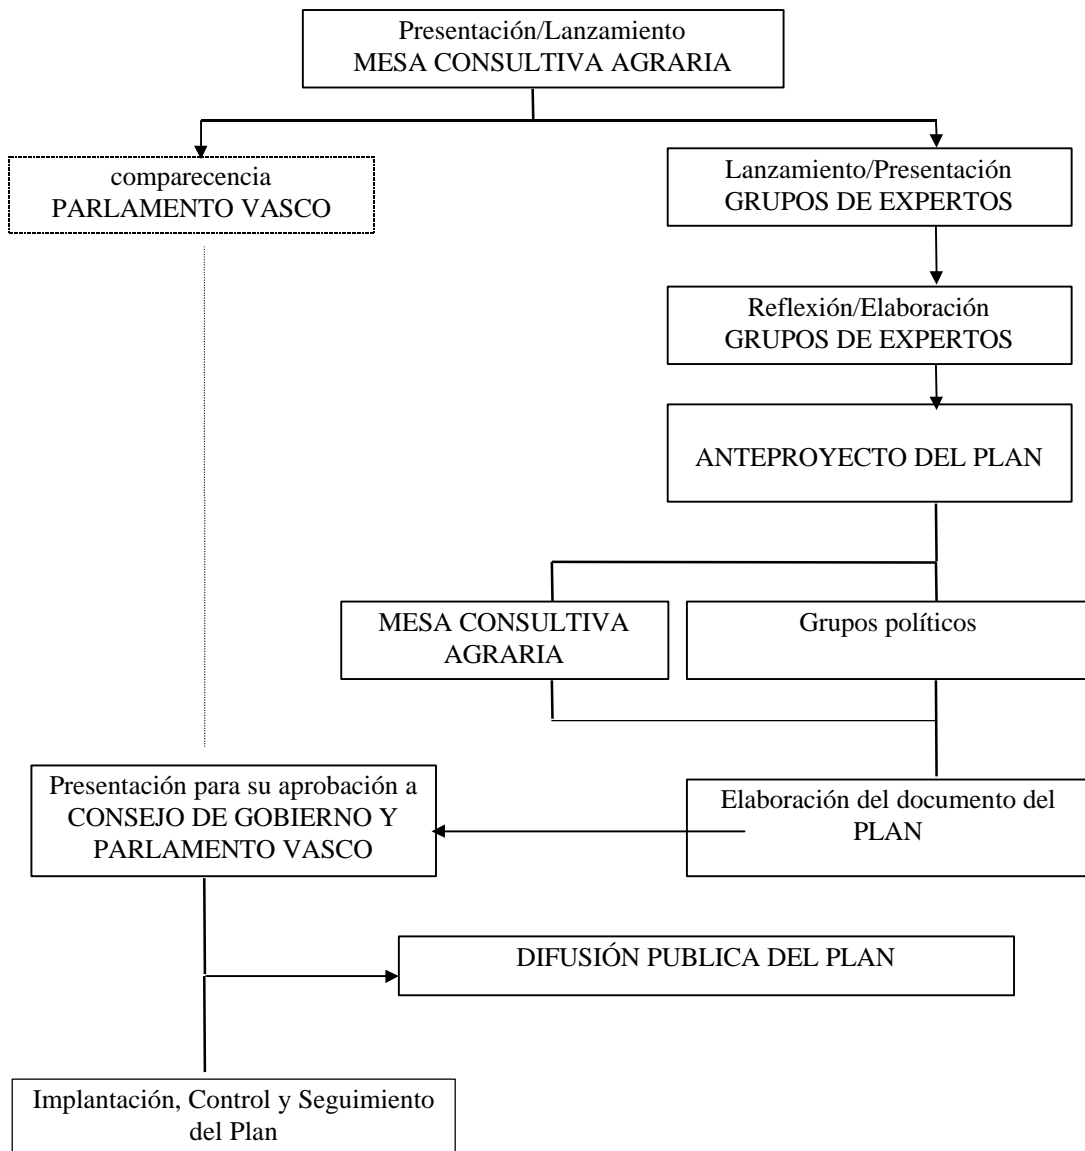 Presentación/Lanzamiento
MESA CONSULTIVA AGRARIA
comparecencia
PARLAMENTO VASCO
Lanzamiento/Presentación
GRUPOS DE EXPERTOS
Reflexión/Elaboración
GRUPOS DE EXPERTOS
ANTEPROYECTO DEL PLAN
MESA CONSULTIVA
AGRARIA
Grupos políticos
Presentación para su aprobación a
CONSEJO DE GOBIERNO Y
PARLAMENTO VASCO
Elaboración del documento del
PLAN
DIFUSIÓN PUBLICA DEL PLAN
Implantación, Control y Seguimiento
del Plan